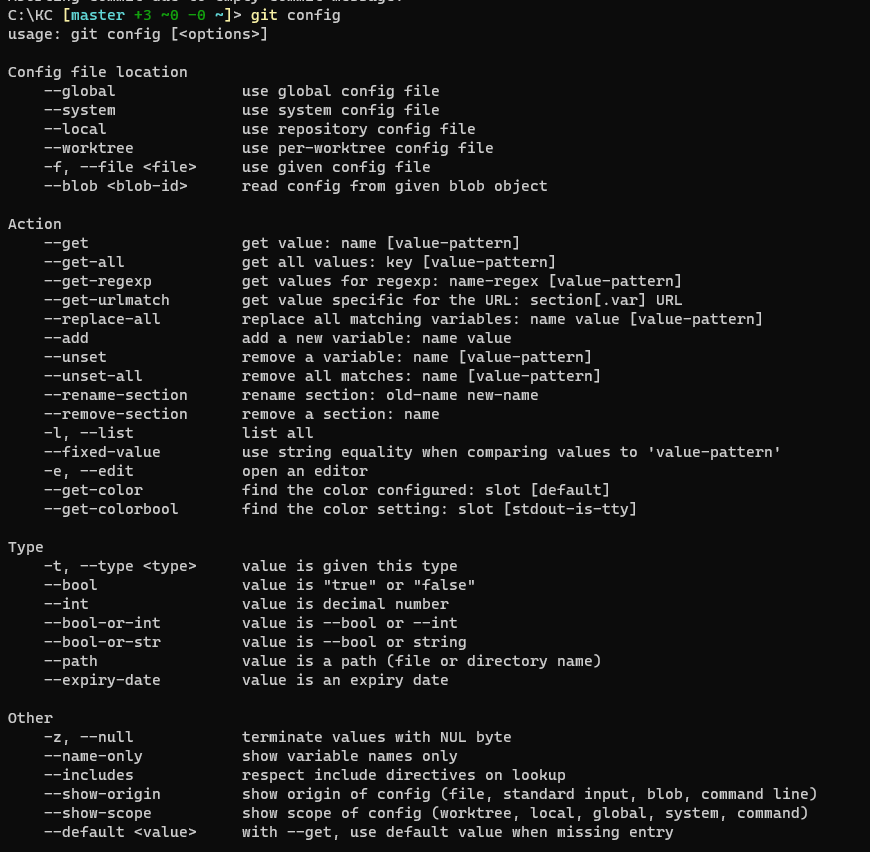 Aborting commit due to empty commit message.
C:\KC [master +3 ~0 -0 ~]> git config
usage: git config [<options>]
Config file location
--global use global config file
--system use system config file
--local use repository config file
--worktree use per-worktree config file
-f, --file <file> use given config file
--blob <blob-id> read config from given blob object
Action
--get get value: name [value-pattern]
--get-all get all values: key [value-pattern]
--get-regexp get values for regexp: name-regex [value-pattern]
--get-urlmatch get value specific for the URL: section[.var] URL
--replace-all replace all matching variables: name value [value-pattern]
--add add a new variable: name value
--unset remove a variable: name [value-pattern]
--unset-all remove all matches: name [value-pattern]
--rename-section rename section: old-name new-name
--remove-section remove a section: name
-l, --list list all
--fixed-value use string equality when comparing values to 'value-pattern'
-e, --edit open an editor
--get-color find the color configured: slot [default]
--get-colorbool find the color setting: slot [stdout-is-tty]
Type
-t, --type <type> value is given this type
--bool value is "true" or "false"
--int value is decimal number
--bool-or-int value is --bool or --int
--bool-or-str value is --bool or string
--path value is a path (file or directory name)
--expiry-date value is an expiry date
Other
-z, --null terminate values with NUL byte
--name-only show variable names only
--includes respect include directives on lookup
--show-origin show origin of config (file, standard input, blob, command line)
--show-scope show scope of config (worktree, local, global, system, command)
--default <value> with --get, use default value when missing entry